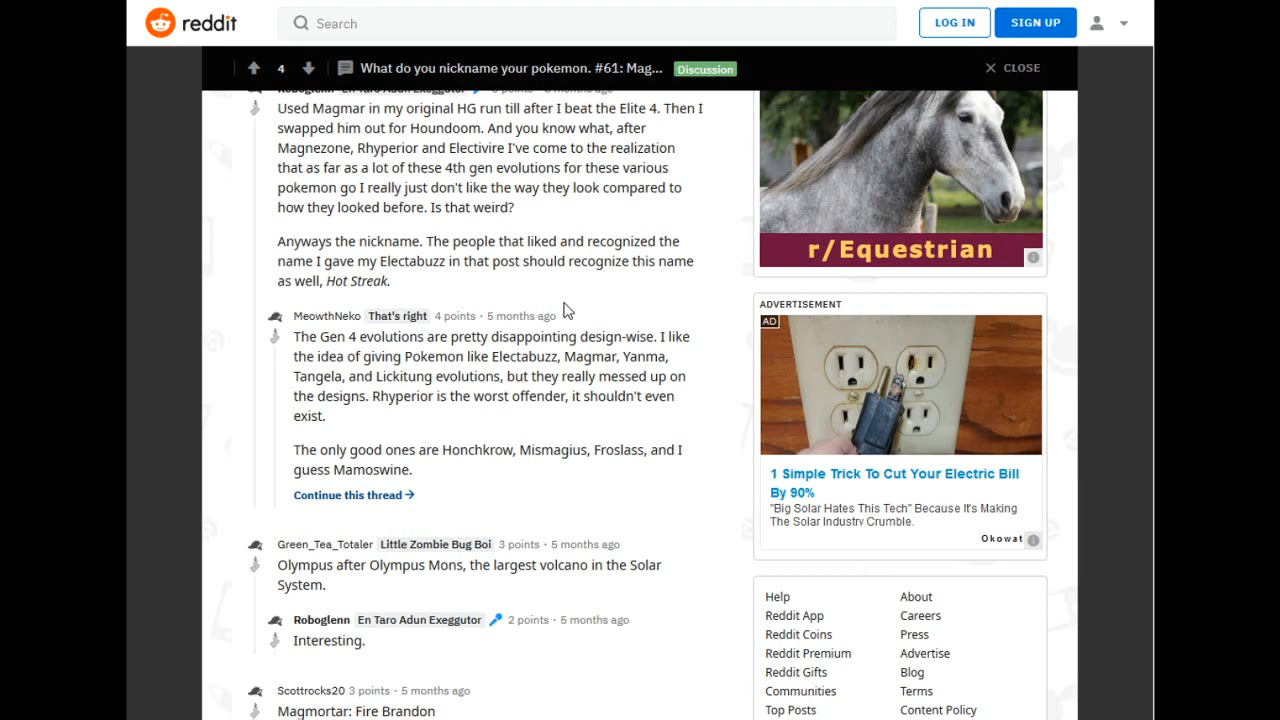 reddit
Search
LOG IN
SIGN UP
4
What do you nickname your pokemon. #61: Mag...
Discussion
CLOSE
Roboglenn En Taro Adun Exeggutor
Used Magmar in my original HG run till after I beat the Elite 4. Then I
swapped him out for Houndoom. And you know what, after
Magnezone, Rhyperior and Electivire I've come to the realization
that as far as a lot of these 4th gen evolutions for these various
pokemon go I really just don't like the way they look compared to
how they looked before. Is that weird?
Anyways the nickname. The people that liked and recognized the
name I gave my Electabuzz in that post should recognize this name
as well, Hot Streak.
MeowthNeko That's right 4 points · 5 months ago
The Gen 4 evolutions are pretty disappointing design-wise. I like
the idea of giving Pokemon like Electabuzz, Magmar, Yanma,
Tangela, and Lickitung evolutions, but they really messed up on
the designs. Rhyperior is the worst offender, it shouldn't even
exist.
The only good ones are Honchkrow, Mismagius, Froslass, and I
guess Mamoswine.
Continue this thread →
Green_Tea_Totaler Little Zombie Bug Boi 3 points · 5 months ago
Olympus after Olympus Mons, the largest volcano in the Solar
System.
Roboglenn En Taro Adun Exeggutor 2 points · 5 months ago
Interesting.
Scottrocks20 3 points · 5 months ago
Magmortar: Fire Brandon
r/Equestrian
ADVERTISEMENT
AD
1 Simple Trick To Cut Your Electric Bill
By 90%
"Big Solar Hates This Tech" Because It's Making
The Solar Industry Crumble.
Okowat
Help
About
Reddit App
Careers
Reddit Coins
Press
Reddit Premium
Advertise
Reddit Gifts
Blog
Communities
Terms
Top Posts
Content Policy